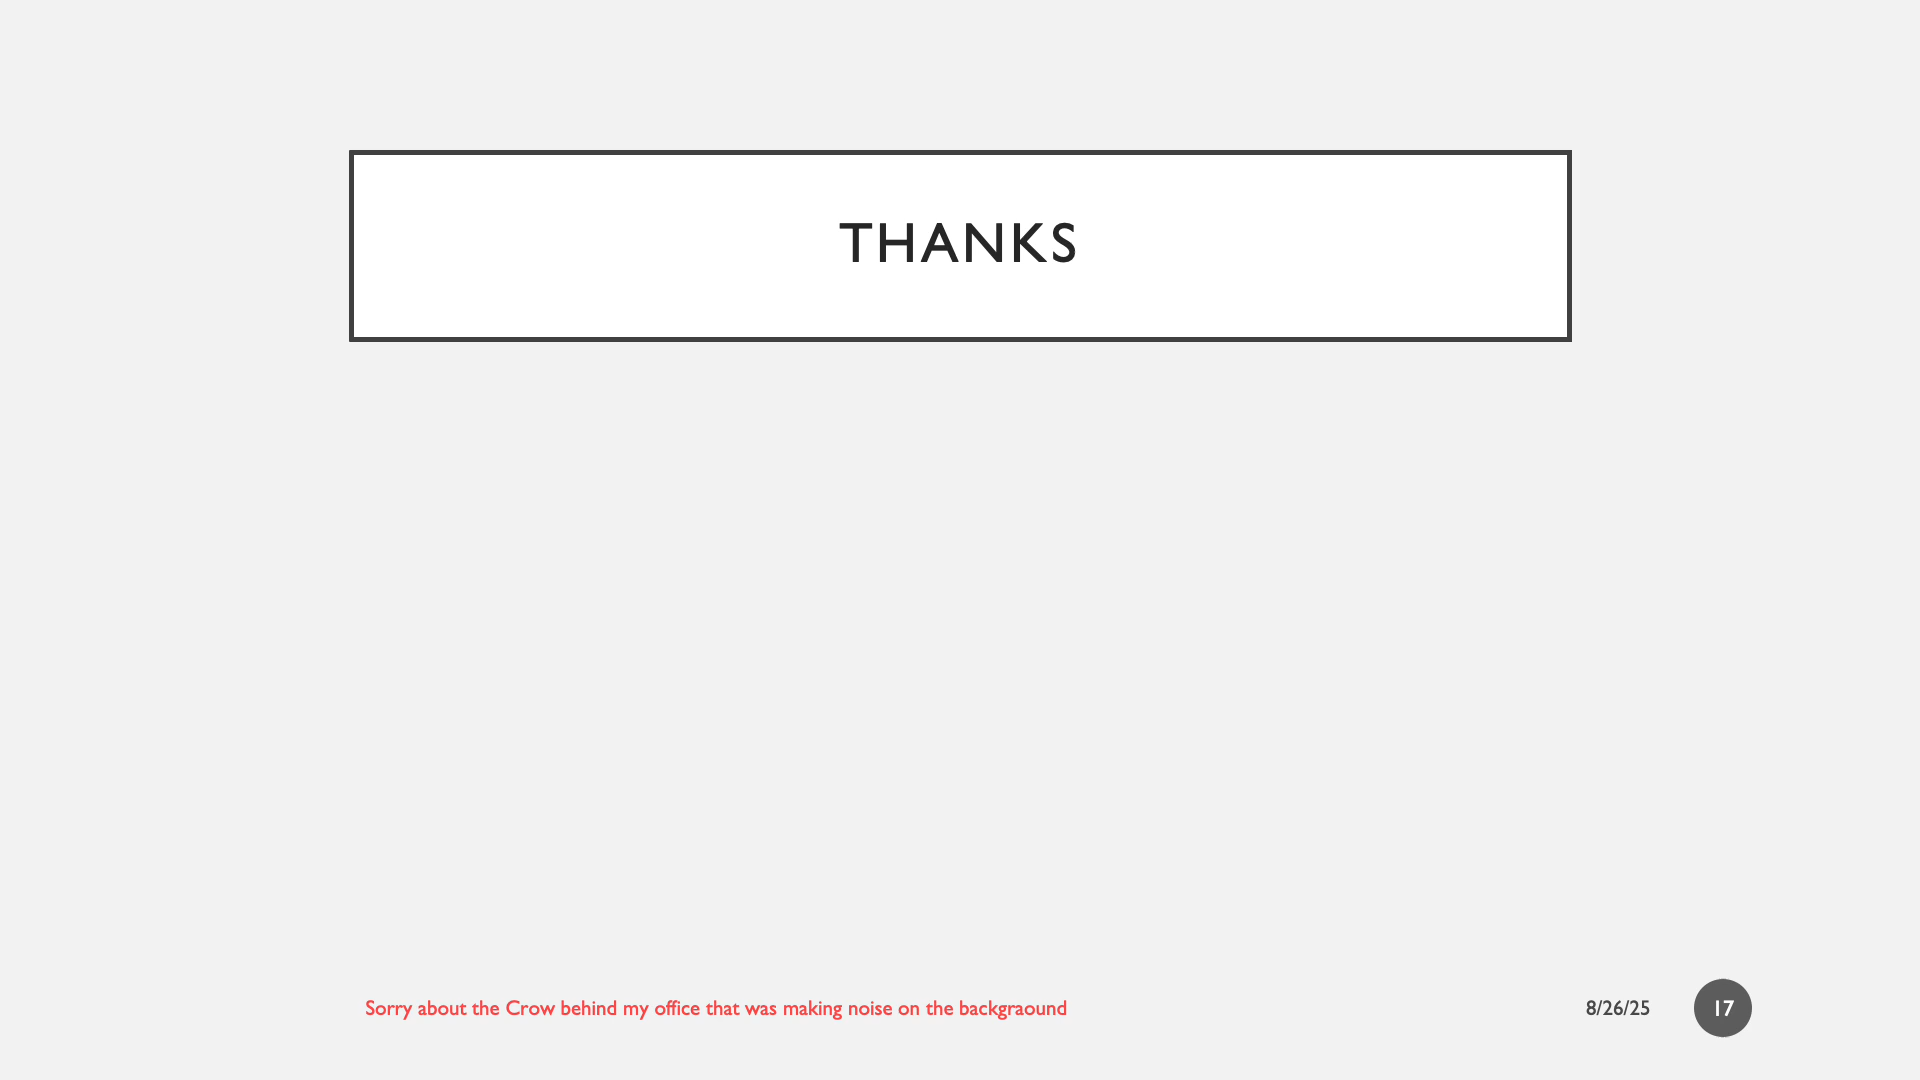 THANKS
Sorry about the Crow behind my office that was making noise on the backgraound
8/26/25
17